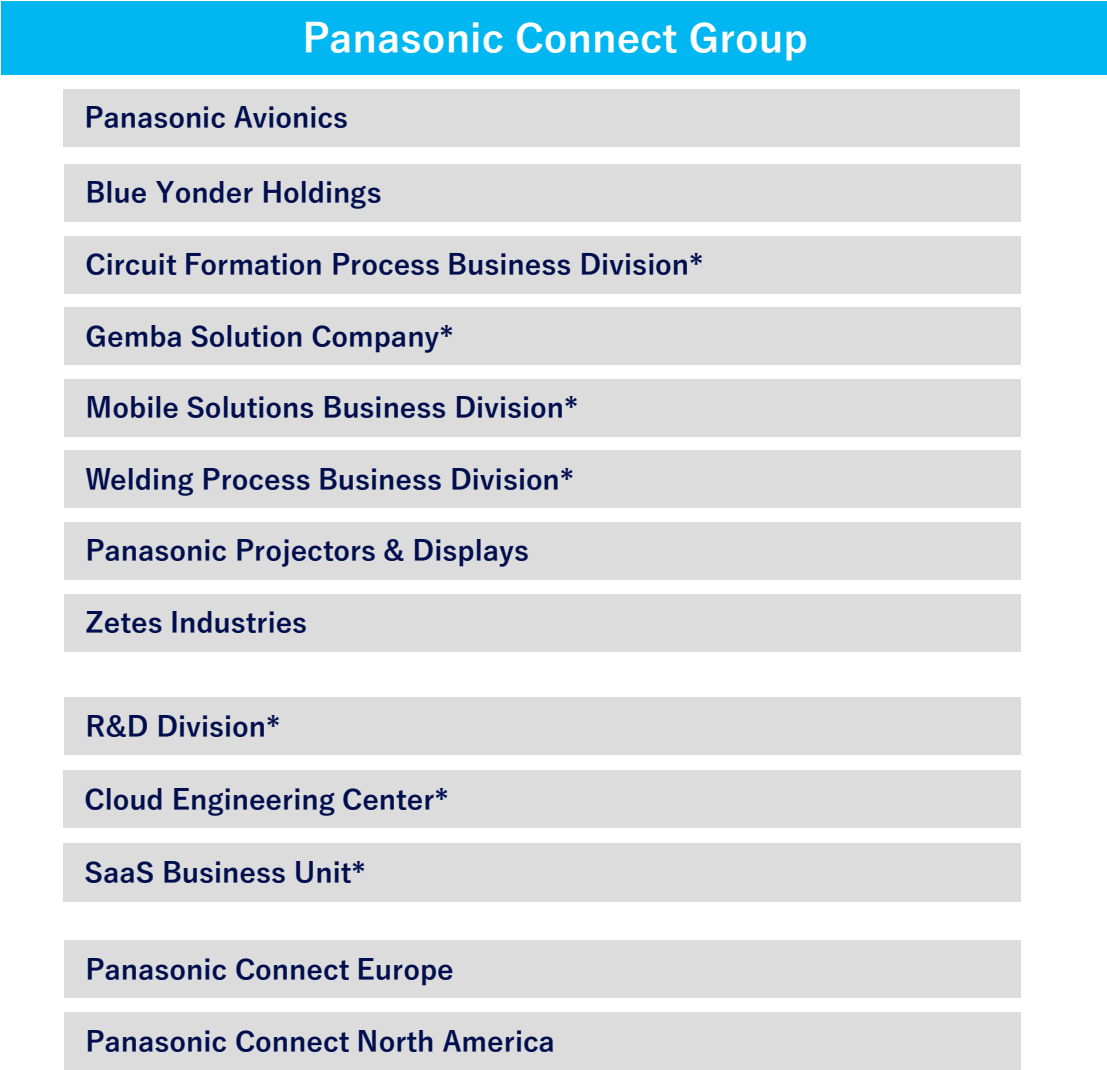 Panasonic Connect Group
Panasonic Avionics
Blue Yonder Holdings
Circuit Formation Process Business Division*
Gemba Solution Company*
Mobile Solutions Business Division*
Welding Process Business Division*
Panasonic Projectors & Displays
Zetes Industries
R&D Division*
Cloud Engineering Center*
SaaS Business Unit*
Panasonic Connect Europe
Panasonic Connect North America